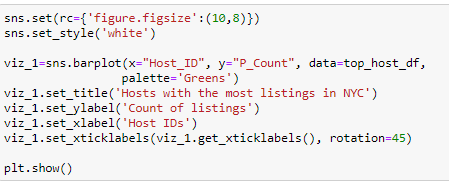 sns.set(rc={'figure.figsize':(10,8)})
sns.set_style('white')
viz_1=sns.barplot(x="Host_ID", y="P_Count", data=top_host_df,
palette='Greens')
viz_1.set_title('Hosts with the most listings in NYC')
viz_1.set_ylabel('Count of listings')
viz_1.set_xlabel('Host IDs')
viz_1.set_xticklabels(viz_1.get_xticklabels(), rotation=45)
plt.show()